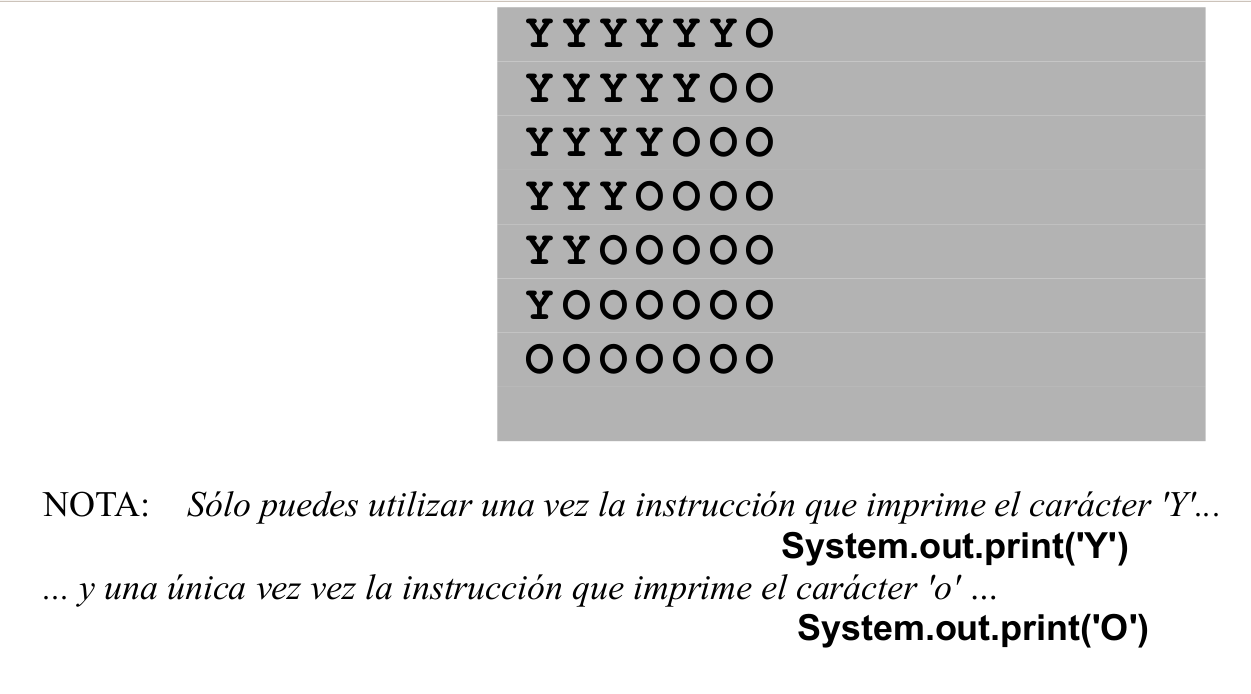 YYYYYYO
YYYYYOO
YYYYOOO
YYYOOOO
YYOOOOO
YOOOOOO
OOOOOOO
NOTA: Sólo puedes utilizar una vez la instrucción que imprime el carácter 'Y'...
System.out.print('Y')
... y una única vez vez la instrucción que imprime el carácter 'o' ...
System.out.print('O')